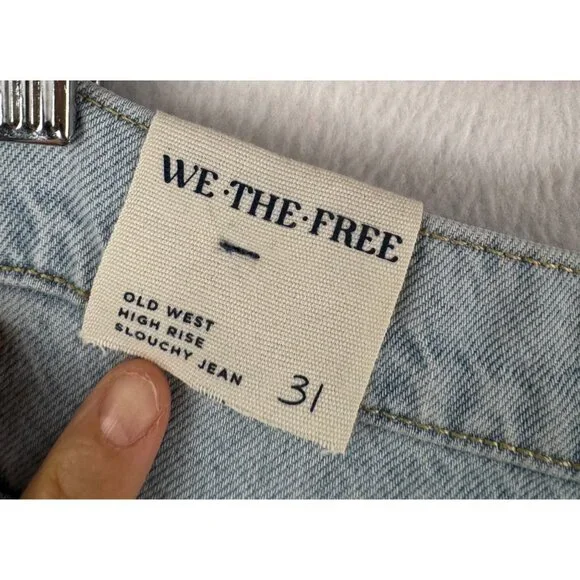 WE·THE·FREE
OLD WEST
HIGH RISE
SLOUCHY JEAN
31